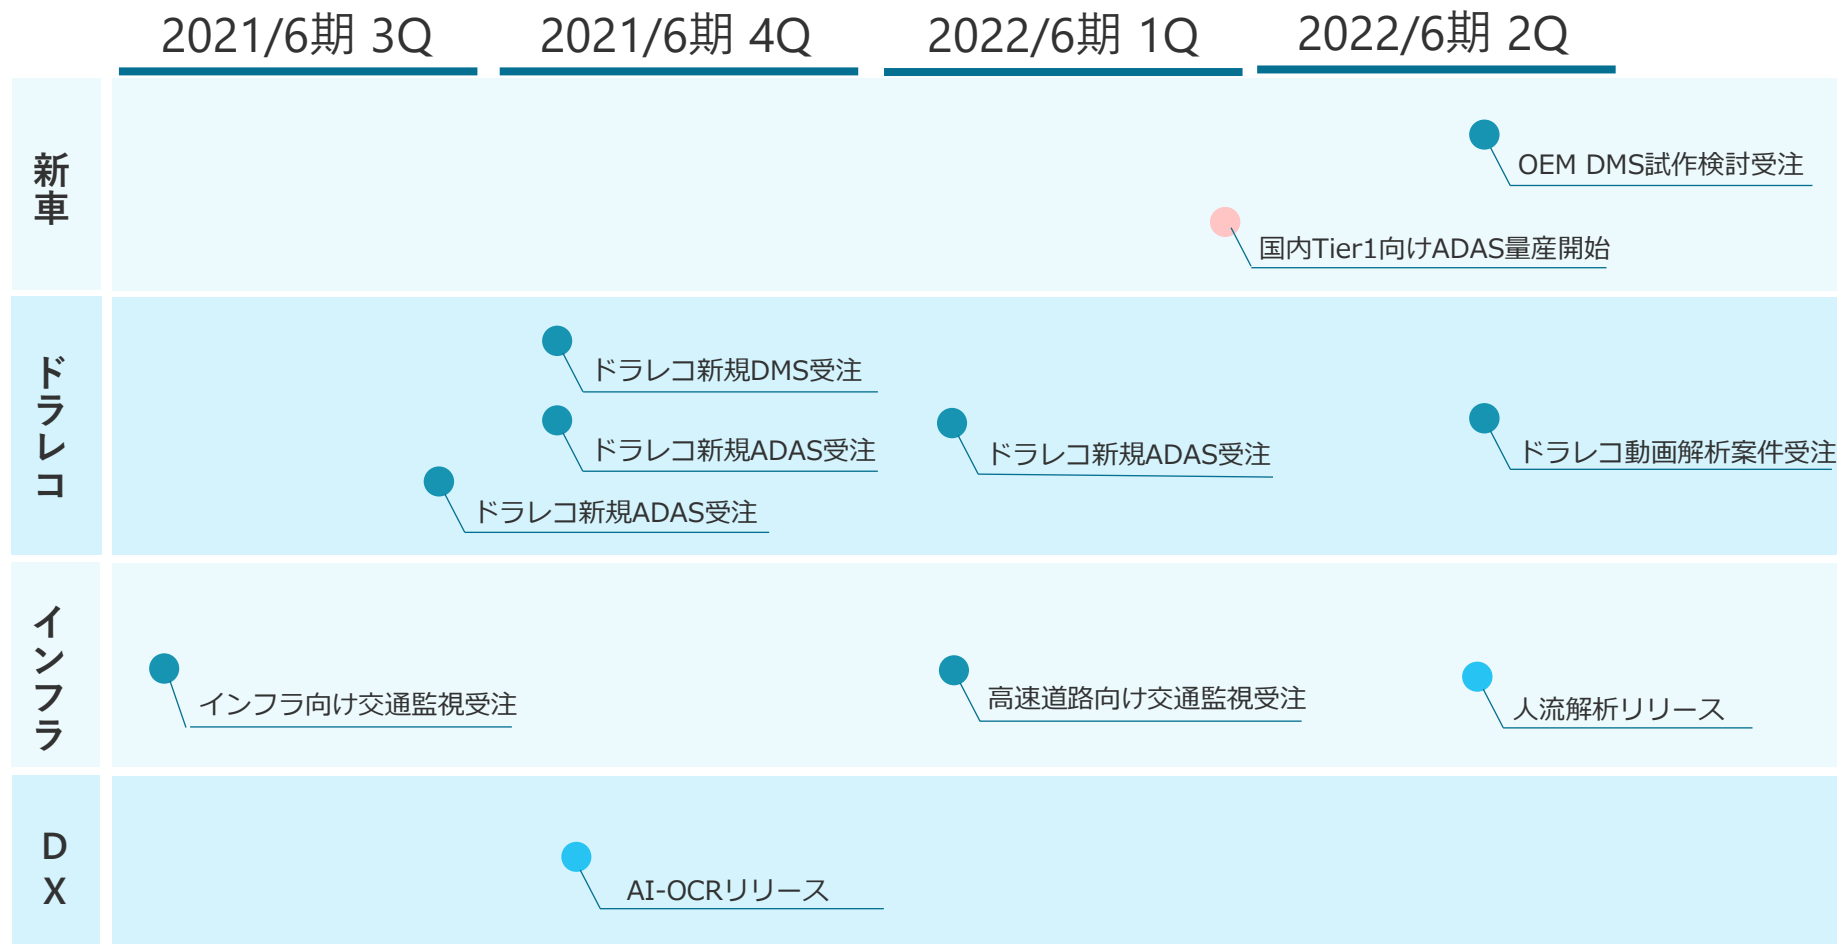 2021/6期 3Q
2021/6期 4Q
2022/6期 1Q
2022/6期 2Q
新車
OEM DMS試作検討受注
国内Tier1向けADAS量産開始
ドラレコ
ドラレコ新規DMS受注
ドラレコ新規ADAS受注
ドラレコ新規ADAS受注
ドラレコ動画解析案件受注
ドラレコ新規ADAS受注
インフラ
インフラ向け交通監視受注
高速道路向け交通監視受注
人流解析リリース
DX
AI-OCRリリース